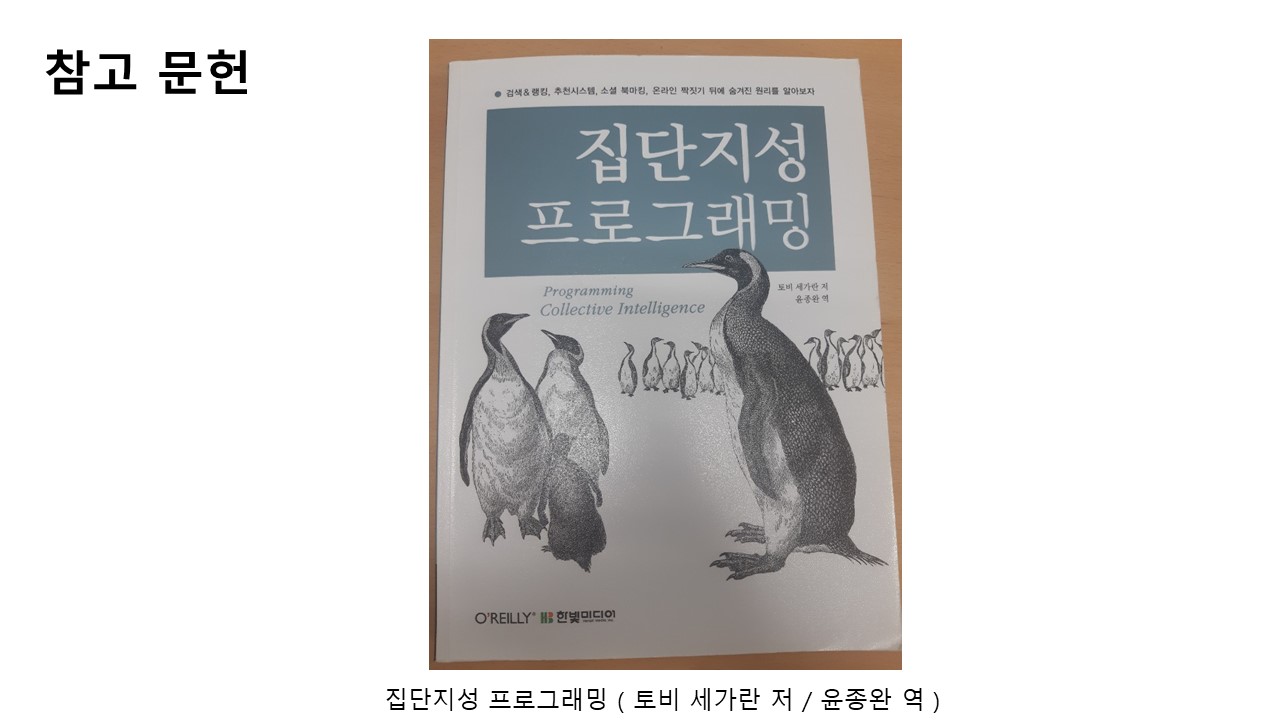 참고 문헌
● 검색&랭킹, 추천시스템, 소셜 북마킹, 온라인 짝짓기 뒤에 숨겨진 원리를 알아보자
집단지성
프로그래밍
Programming
Collective Intelligence
토비 세가란 저
윤종완 역
O'REILLY® 한빛미디어
집단지성 프로그래밍 ( 토비 세가란 저 / 윤종완 역 )